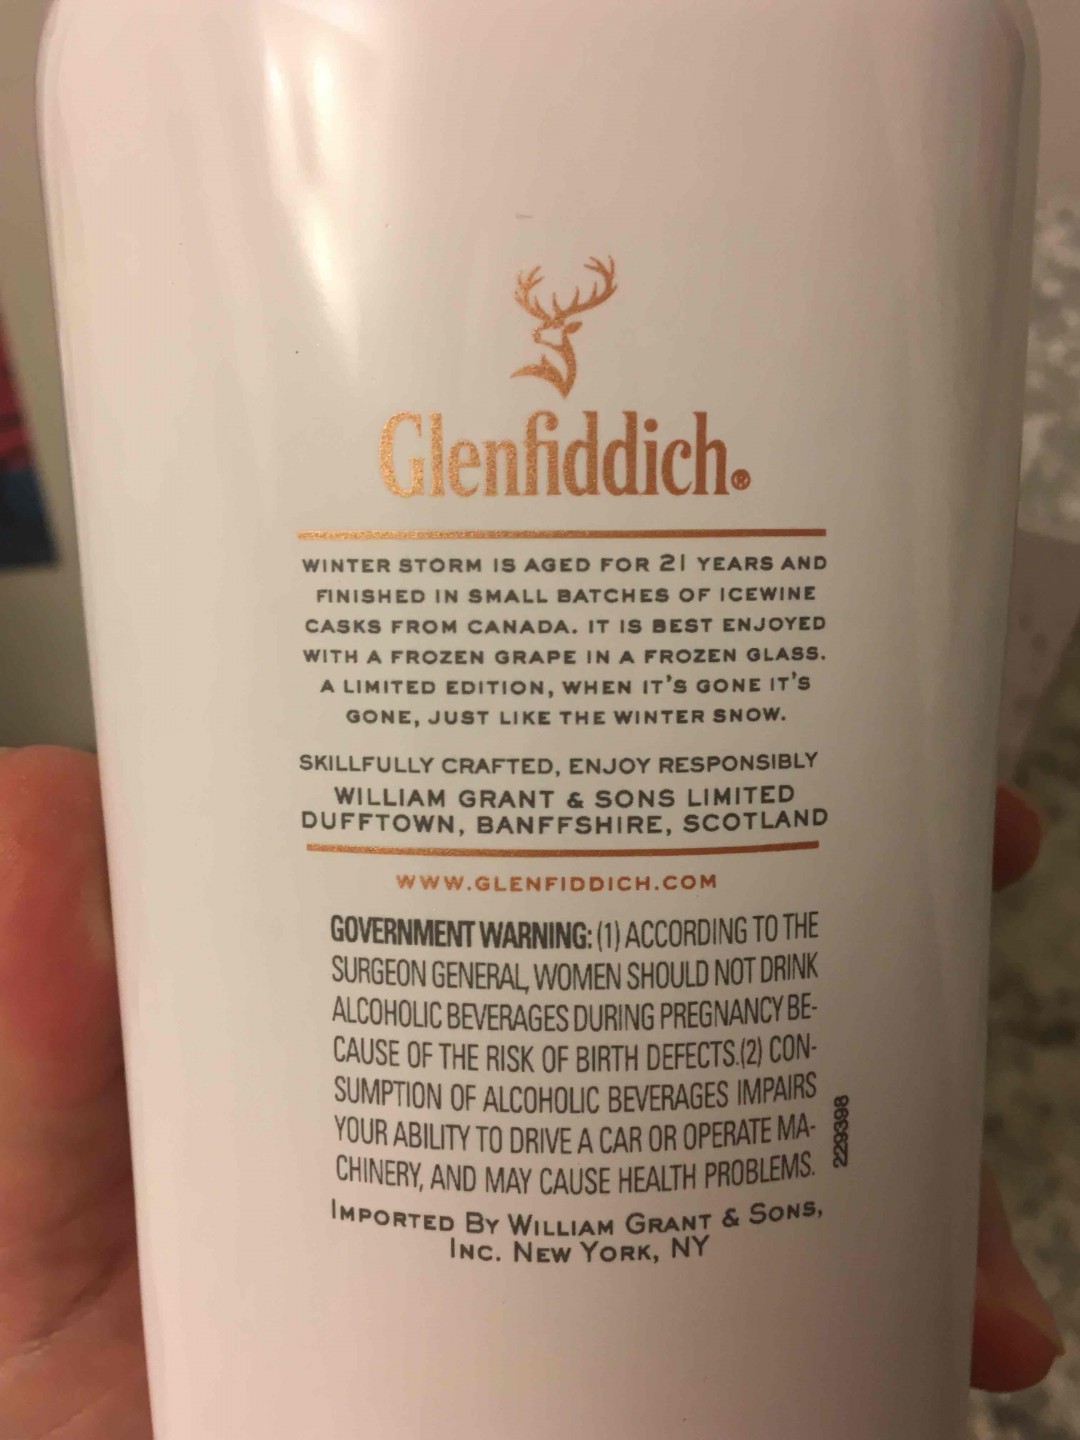 Glenfiddich®
WINTER STORM IS AGED FOR 21 YEARS AND
FINISHED IN SMALL BATCHES OF ICEWINE
CASKS FROM CANADA. IT IS BEST ENJOYED
WITH A FROZEN GRAPE IN A FROZEN GLASS.
A LIMITED EDITION, WHEN IT'S GONE IT'S
GONE, JUST LIKE THE WINTER SNOW.
SKILLFULLY CRAFTED, ENJOY RESPONSIBLY
WILLIAM GRANT & SONS LIMITED
DUFFTOWN, BANFFSHIRE, SCOTLAND
WWW.GLENFIDDICH.COM
GOVERNMENT WARNING: (1) ACCORDING TO THE
SURGEON GENERAL, WOMEN SHOULD NOT DRINK
ALCOHOLIC BEVERAGES DURING PREGNANCY BE-
CAUSE OF THE RISK OF BIRTH DEFECTS.(2) CON-
SUMPTION OF ALCOHOLIC BEVERAGES IMPAIRS
YOUR ABILITY TO DRIVE A CAR OR OPERATE MA-
CHINERY, AND MAY CAUSE HEALTH PROBLEMS.
229398
IMPORTED BY WILLIAM GRANT & SONS,
INC. NEW YORK, NY